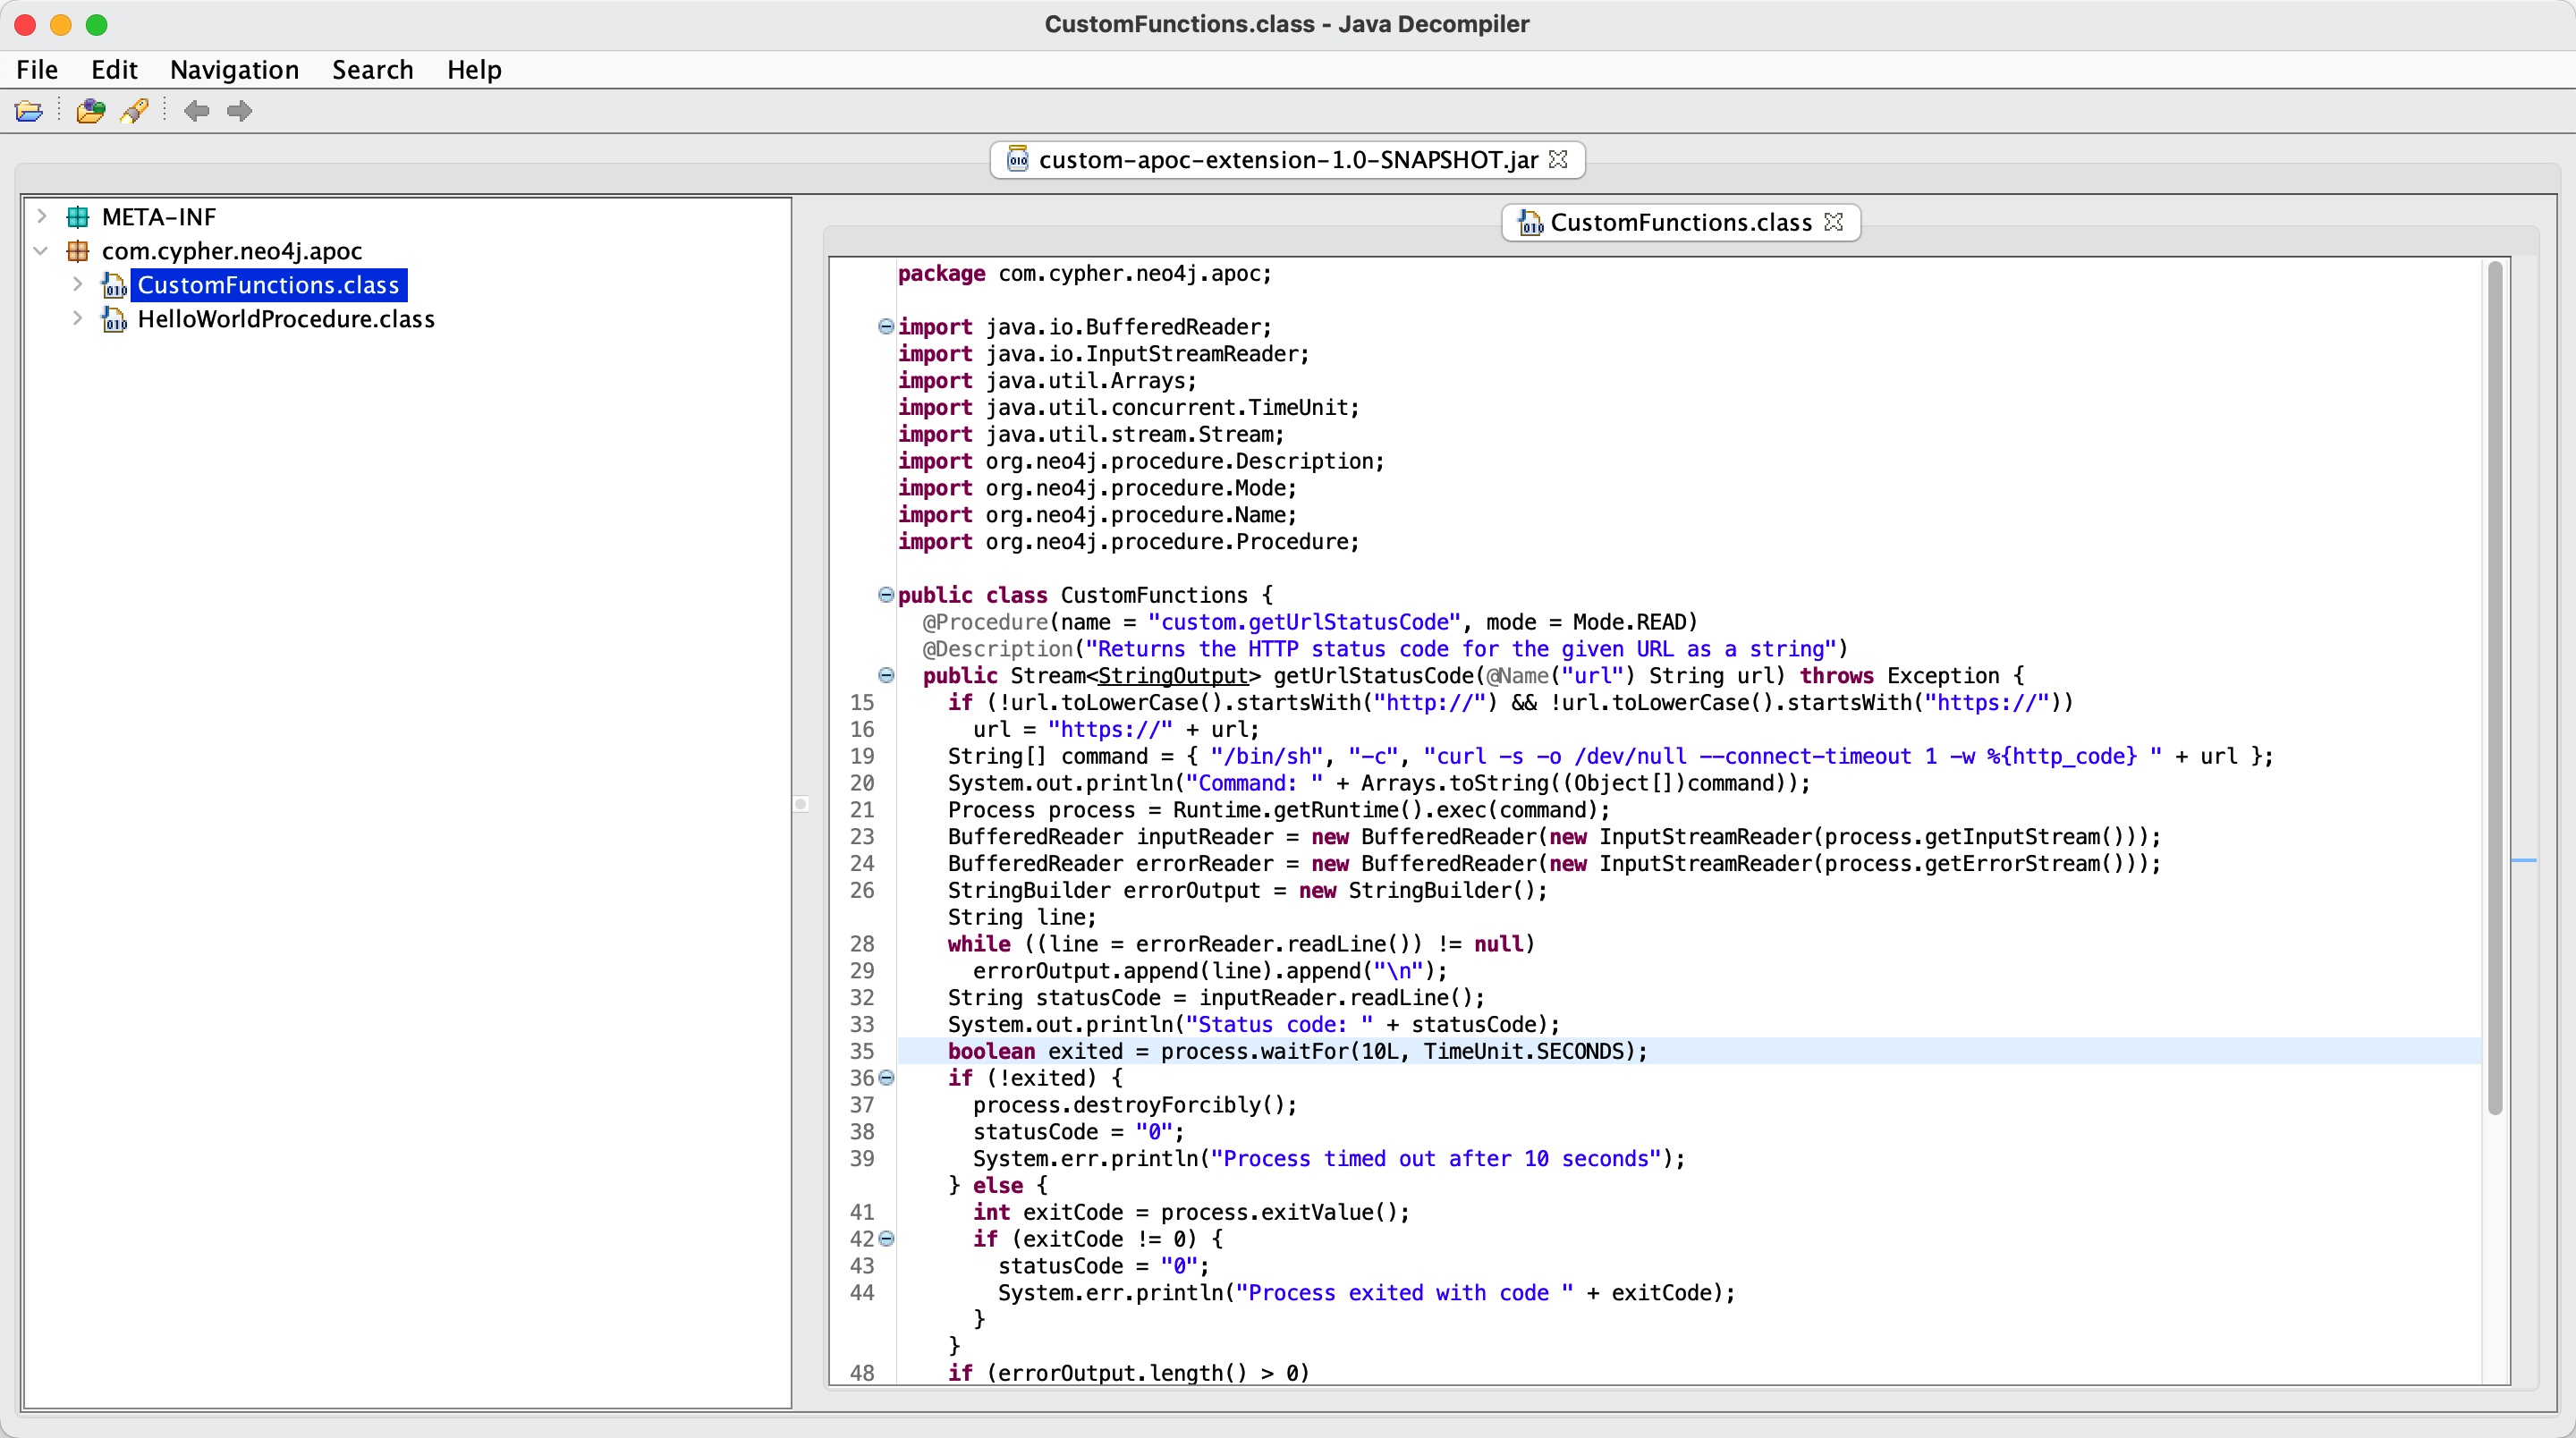 CustomFunctions.class - Java Decompiler
File Edit Navigation Search Help
custom-apoc-extension-1.0-SNAPSHOT.jar
META-INF
com.cypher.neo4j.apoc
CustomFunctions.class
HelloWorldProcedure.class
CustomFunctions.class
package com.cypher.neo4j.apoc;
import java.io.BufferedReader;
import java.io.InputStreamReader;
import java.util.Arrays;
import java.util.concurrent.TimeUnit;
import java.util.stream.Stream;
import org.neo4j.procedure.Description;
import org.neo4j.procedure.Mode;
import org.neo4j.procedure.Name;
import org.neo4j.procedure.Procedure;
public class CustomFunctions {
@Procedure(name = "custom.getUrlStatusCode", mode = Mode.READ)
@Description("Returns the HTTP status code for the given URL as a string")
public Stream<StringOutput> getUrlStatusCode(@Name("url") String url) throws Exception {
15 if (!url.toLowerCase().startsWith("http://") && !url.toLowerCase().startsWith("https://"))
16 url = "https://" + url;
19 String[] command = { "/bin/sh", "-c", "curl -s -o /dev/null --connect-timeout 1 -w %{http_code} " + url };
20 System.out.println("Command: " + Arrays.toString((Object[])command));
21 Process process = Runtime.getRuntime().exec(command);
23 BufferedReader inputReader = new BufferedReader(new InputStreamReader(process.getInputStream()));
24 BufferedReader errorReader = new BufferedReader(new InputStreamReader(process.getErrorStream()));
26 StringBuilder errorOutput = new StringBuilder();
String line;
28 while ((line = errorReader.readLine()) != null)
29 errorOutput.append(line).append("\n");
32 String statusCode = inputReader.readLine();
33 System.out.println("Status code: " + statusCode);
35 boolean exited = process.waitFor(10L, TimeUnit.SECONDS);
36 if (!exited) {
37 process.destroyForcibly();
38 statusCode = "0";
39 System.err.println("Process timed out after 10 seconds");
} else {
41 int exitCode = process.exitValue();
42 if (exitCode != 0) {
43 statusCode = "0";
44 System.err.println("Process exited with code " + exitCode);
}
}
48 if (errorOutput.length() > 0)